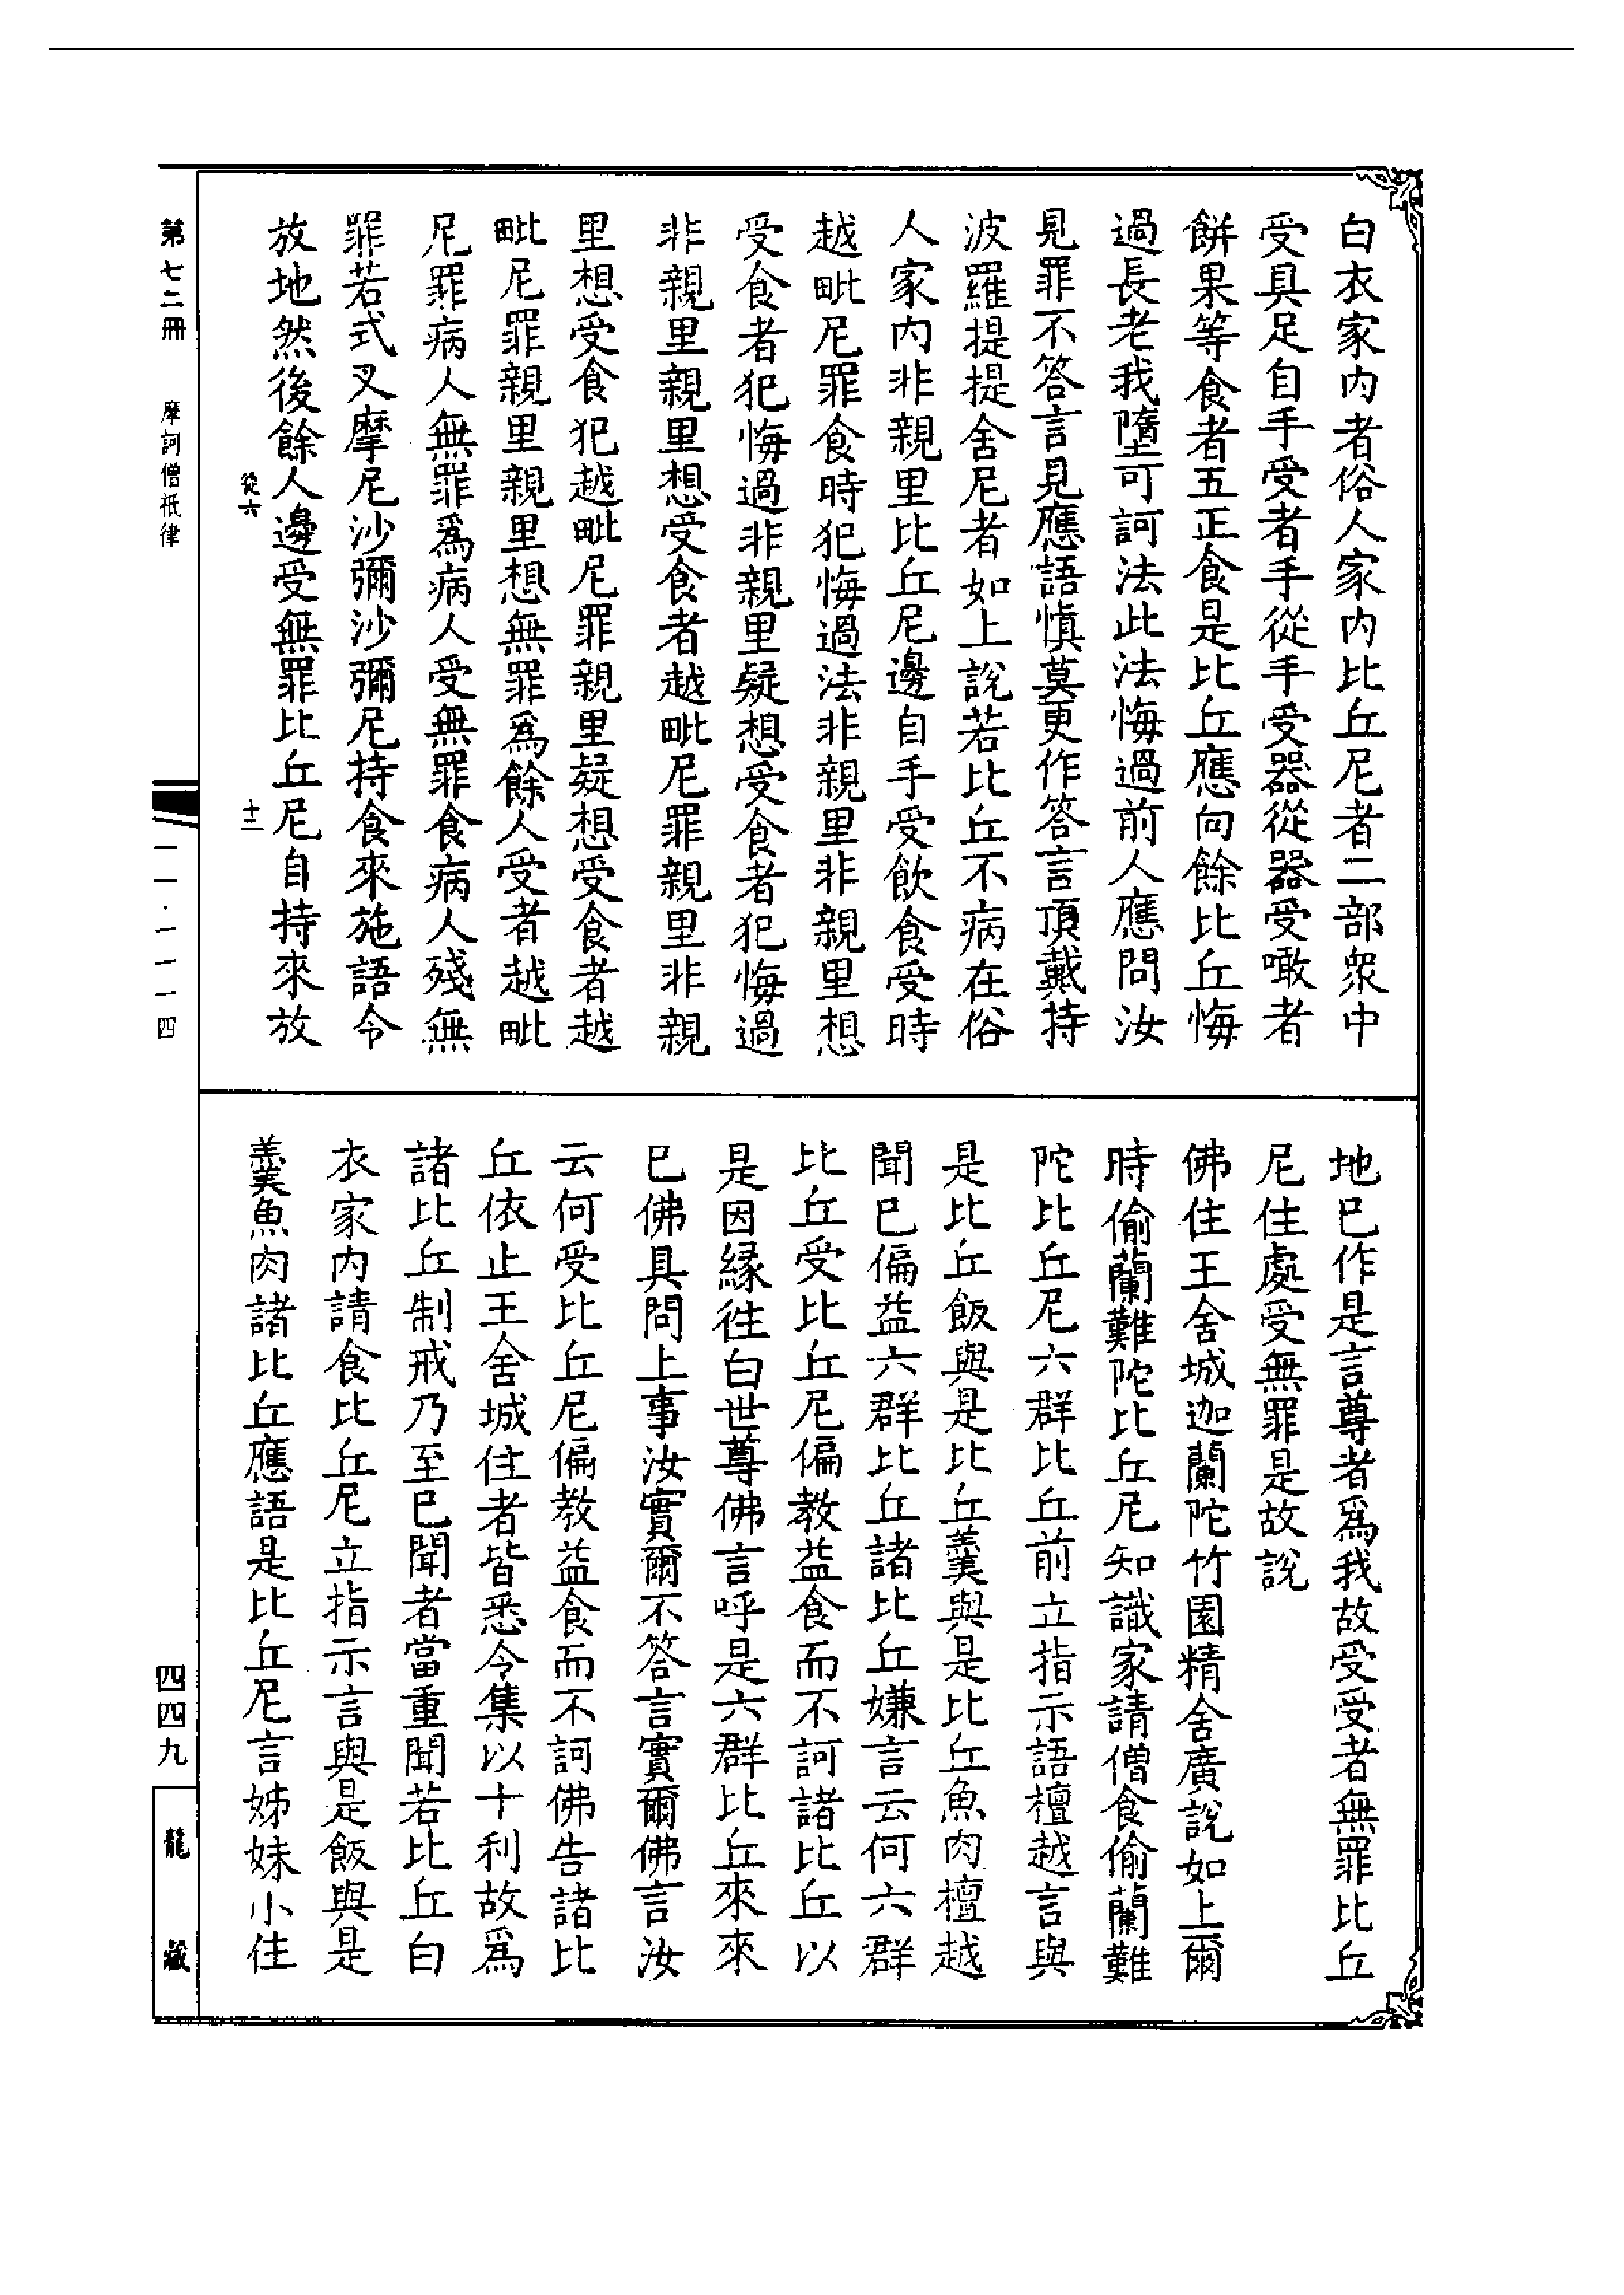 白衣家内者俗人家内比丘尼者二部衆中
受具足自手受者手從手受器從器受噉者
餅果等食者五正食是比丘應向餘比丘悔
過長老我墮可訶法此法悔過前人應問汝
見罪不答言見應語慎莫更作答言頂戴持
波羅提提舍尼者如上說若比丘不病在俗
人家内非親里比丘尼邊自手受飲食受時
越毗尼罪食時犯悔過法非親里非親里想
受食者犯悔過非親里疑想受食者犯悔過
非親里親里想受食者越毗尼罪親里非親
里想受食犯越毗尼罪親里疑想受食者越
毗尼罪親里親里想無罪爲餘人受者越毗
尼罪病人無罪爲病人受無罪食病人殘無
罪若式叉摩尼沙彌沙彌尼持食來施語令
放地然後餘人邊受無罪比丘尼自持來放
從六
十二
地已作是言尊者爲我故受受者無罪比丘
尼住處受無罪是故說
佛住王舍城迦蘭陀竹園精舍廣說如上爾
時偷蘭難陀比丘尼知識家請僧食偷蘭難
陀比丘尼六群比丘前立指示語檀越言與
是比丘飯與是比丘羹與是比丘魚肉檀越
聞已偏益六群比丘諸比丘嫌言云何六群
比丘受比丘尼偏教益食而不訶諸比丘以
是因緣往白世尊佛言呼是六群比丘來來
已佛具問上事汝實爾不答言實爾佛言汝
云何受比丘尼偏教益食而不訶佛告諸比
丘依止王舍城住者皆悉令集以十利故爲
諸比丘制戒乃至已聞者當重聞若比丘白
衣家内請食比丘尼立指示言與是飯與是
羹魚肉諸比丘應語是比丘尼言姊妹小住
第七二冊
摩訶僧祇律
一一·一一一四
四四九
龍藏